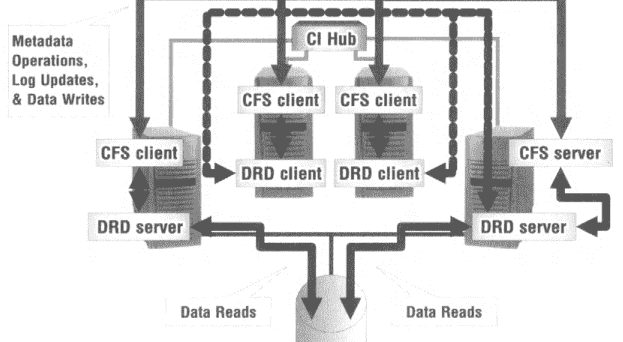 Metadata
Operations,
Log Updates,
& Data Writes
CI Hub
CFS client
CFS client
CFS client
CFS server
DRD client
DRD client
DRD server
DRD server
Data Reads
Data Reads